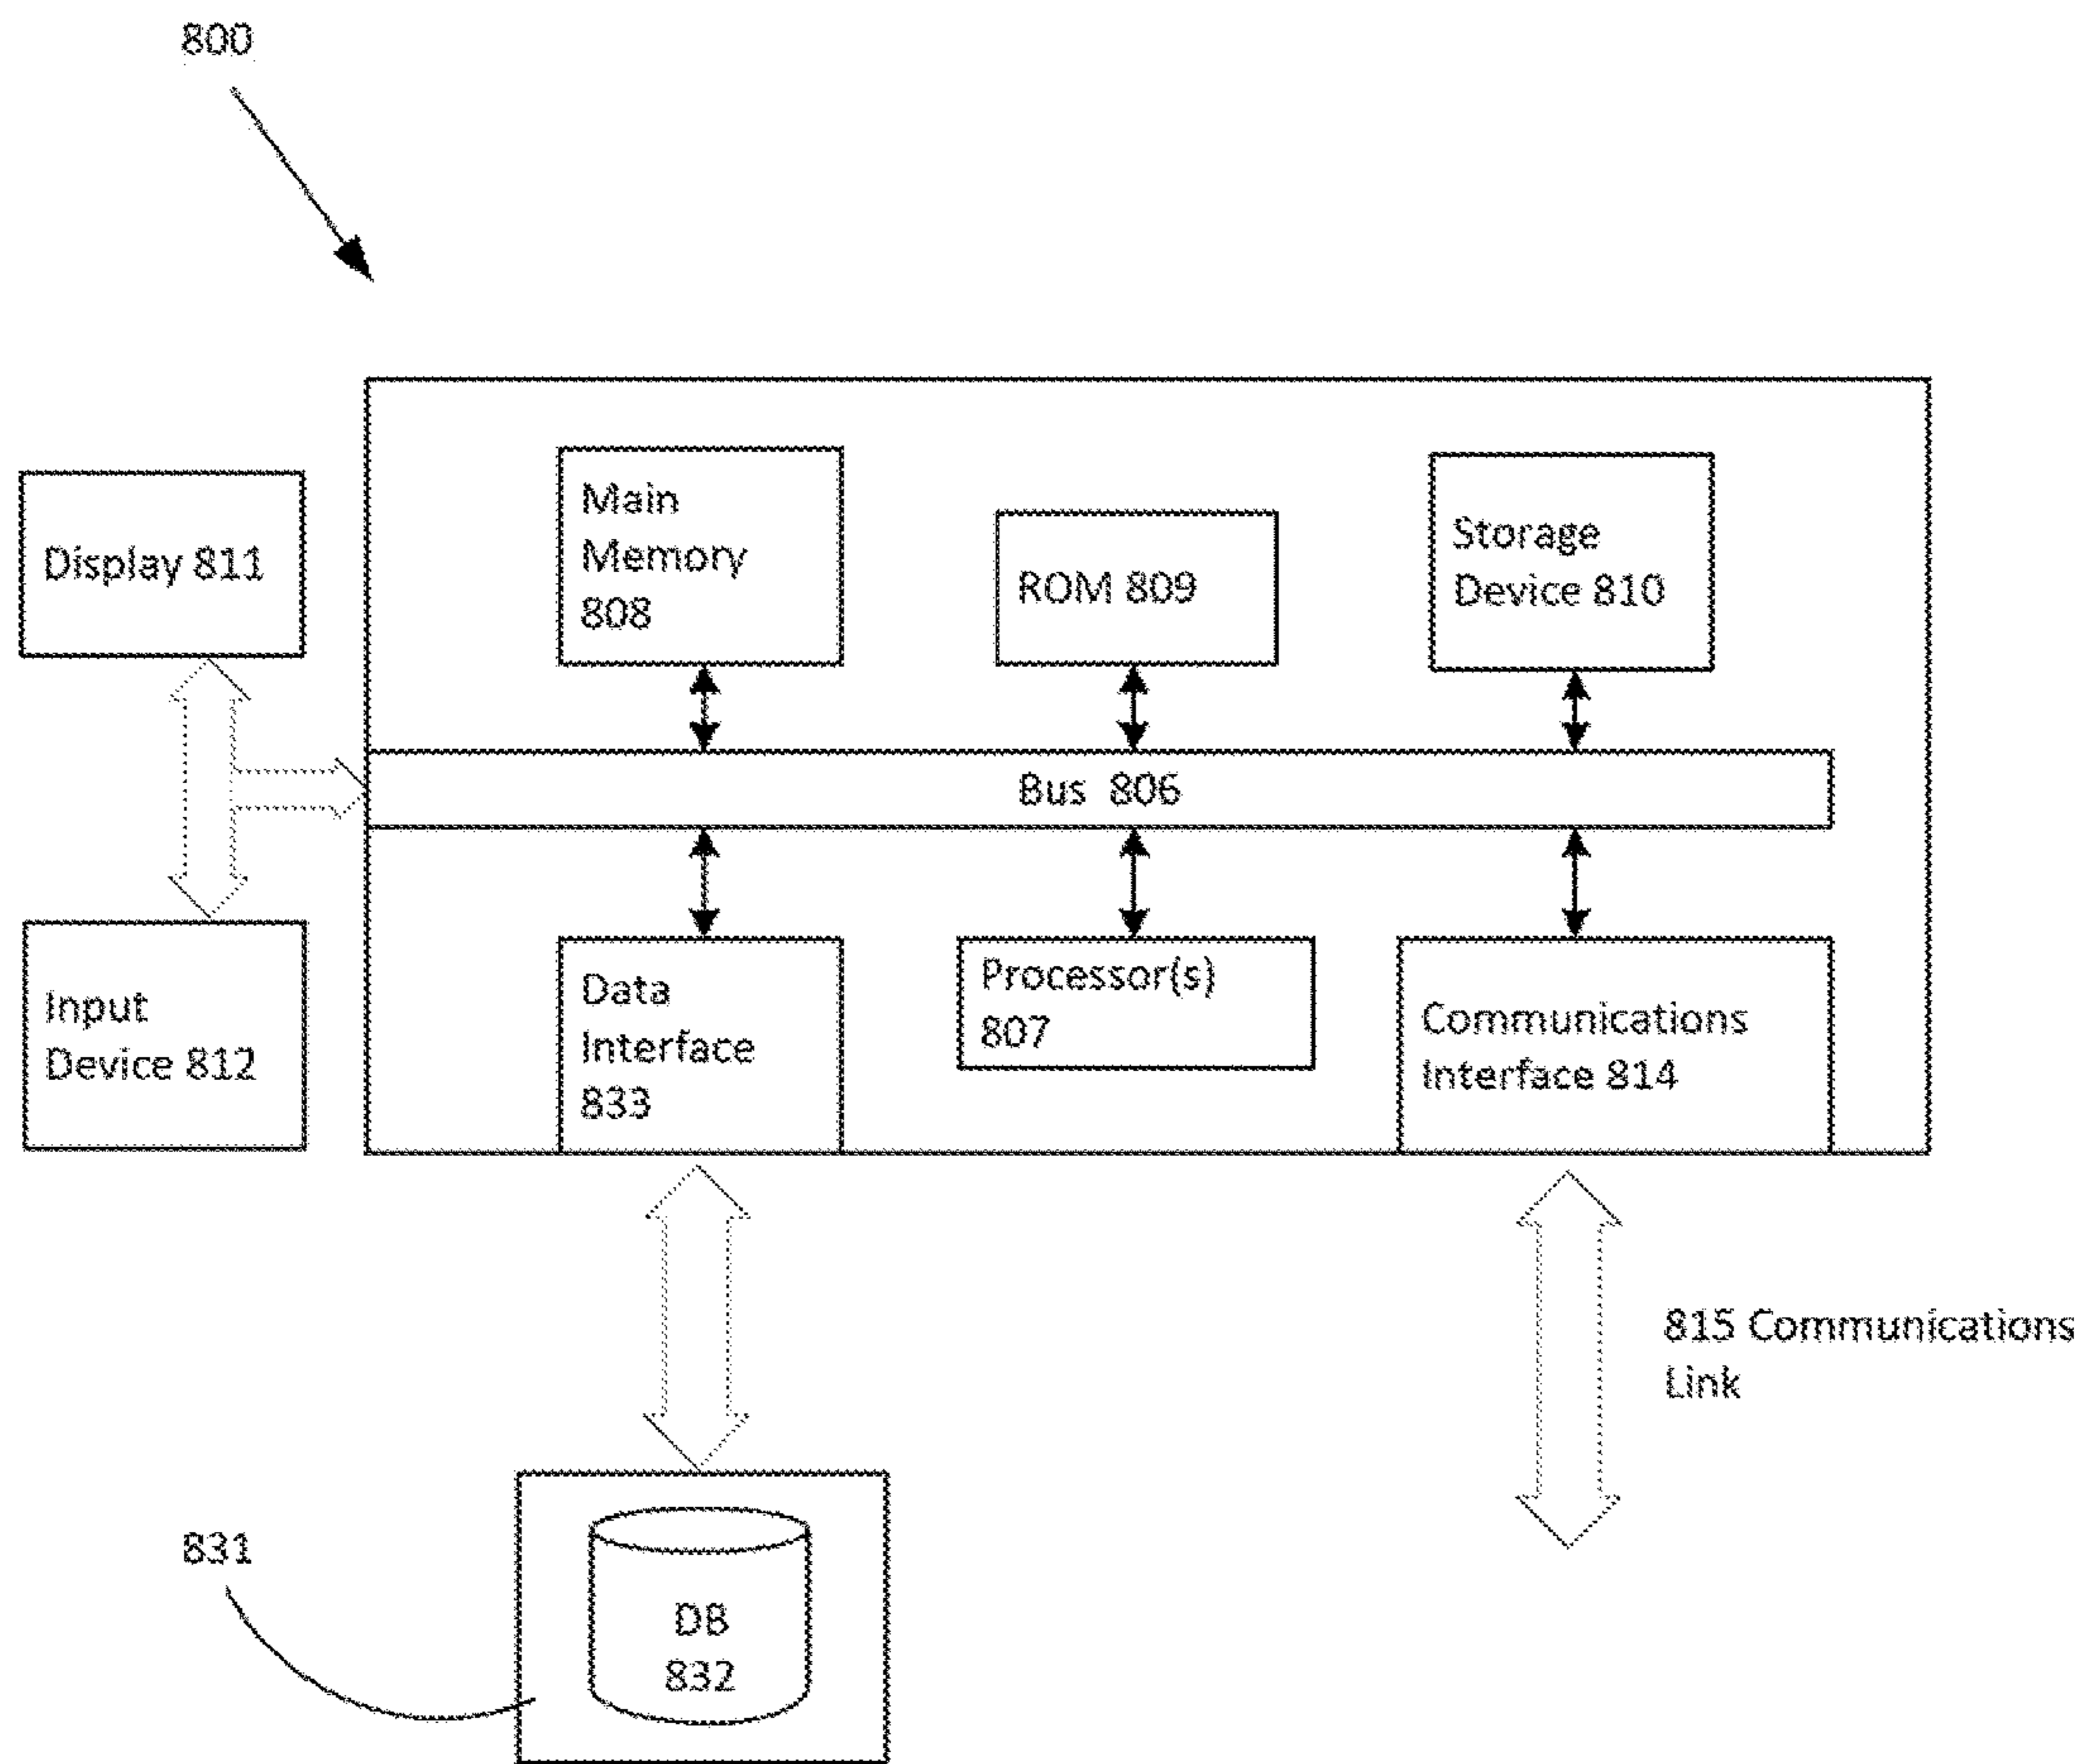 800
Display 811
Main
Memory
808
ROM 809
Storage
Device 810
Bus 806
Input
Device 812
Data
Interface
833
Processor(s)
807
Communications
Interface 814
815 Communications
Link
831
DB
832